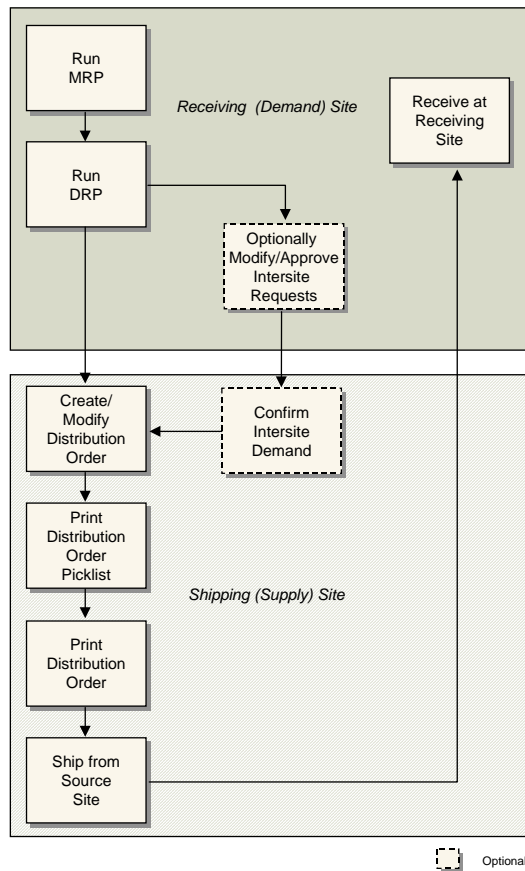 Run
MRP
Receiving (Demand) Site
Receive at
Receiving
Site
Run
DRP
Optionally
Modify/Approve
Intersite
Requests
Create/
Modify
Distribution
Order
Confirm
Intersite
Demand
Print
Distribution
Order
Picklist
Shipping (Supply) Site
Print
Distribution
Order
Ship from
Source
Site
Optional